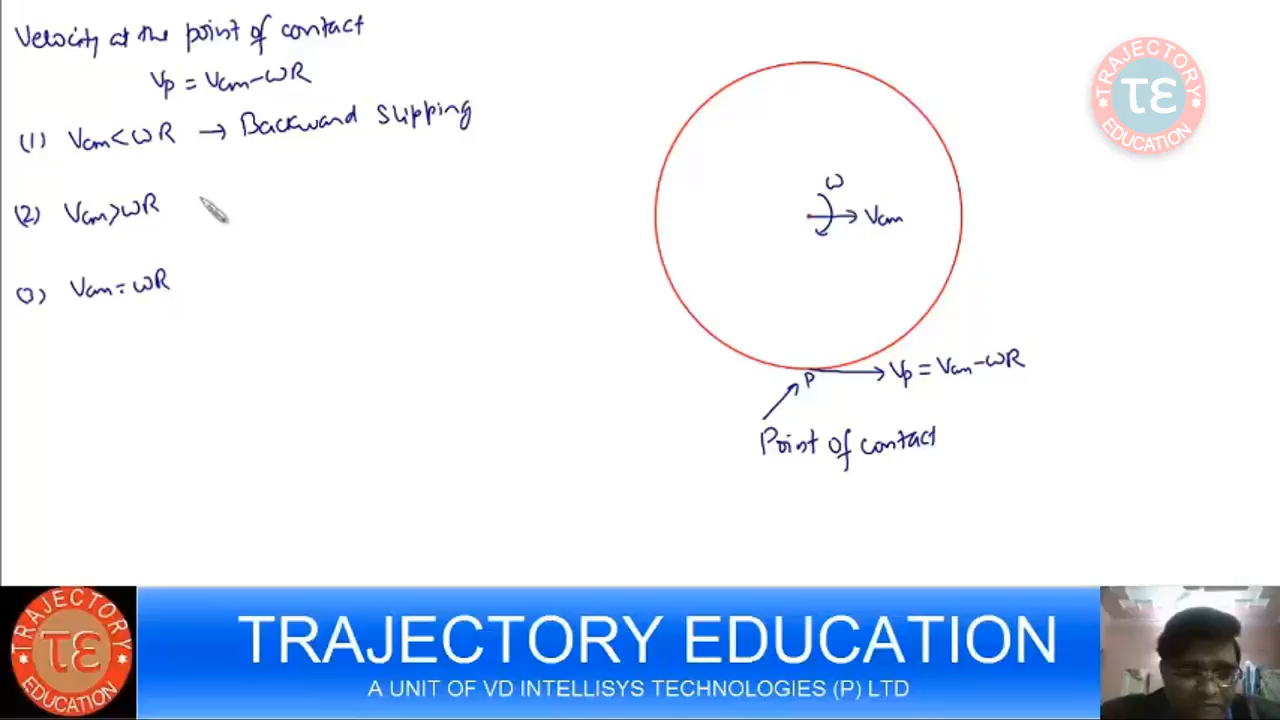 Velocity at the point of contact
Vp = Vcm - ωR
(1) Vcm < ωR → Backward Slipping
(2) Vcm > ωR
(3) Vcm = ωR
ω
Vcm
P
Vp = Vcm - ωR
Point of contact
TRAJECTORY
TE
EDUCATION
TRAJECTORY
TE
EDUCATION
TRAJECTORY EDUCATION
A UNIT OF VD INTELLISYS TECHNOLOGIES (P) LTD